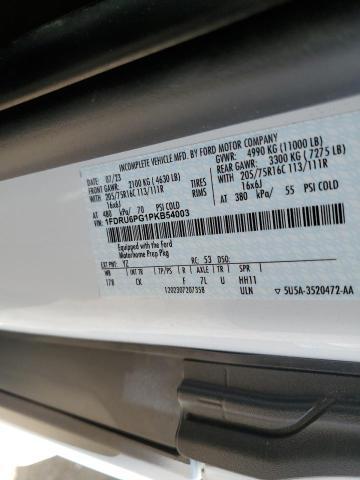 INCOMPLETE VEHICLE MFD. BY FORD MOTOR COMPANY
07/23 GVWR: 4990 KG (11000 LB)
FRONT GAWR: 2100 KG (4630 LB) REAR GAWR: 3300 KG (7275 LB)
205/75R16C 113/111R TIRES 205/75R16C 113/111R
16x6J RIMS 16x6J
AT 480 kPa/ 70 PSI COLD AT 380 kPa/ 55 PSI COLD
VIN: 1FDRU6PG1PKB54003
Equipped with the Ford
Motorhome Prep Pkg
EXT PNT: YZ RC: 53 DSO:
WB INT TR TP/PS R AXLE TR SPR
178 CK F 7L U HH11
1202307207358 ULN ▽ 5U5A-3520472-AA